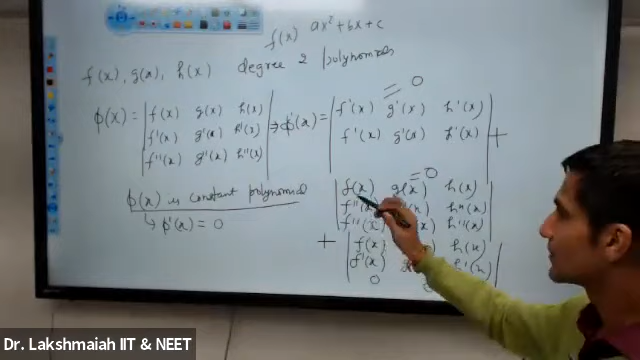 f(x) ax²+bx+c
f(x), g(x), h(x) degree 2 polynomials
= 0
φ(x) = | f(x) g(x) h(x) | ⇒ φ'(x) = | f'(x) g'(x) h'(x) |
| f'(x) g'(x) h'(x) | | f'(x) g'(x) h'(x) | +
| f''(x) g''(x) h''(x) |
= 0
φ(x) is constant polynomial
↳ φ'(x) = 0
| f(x) g(x) h(x) |
| f''(x) h''(x) |
| f''(x) h''(x) |
+ | f(x) h(x) |
| f'(x) h'(x) |
0
Dr. Lakshmaiah IIT & NEET